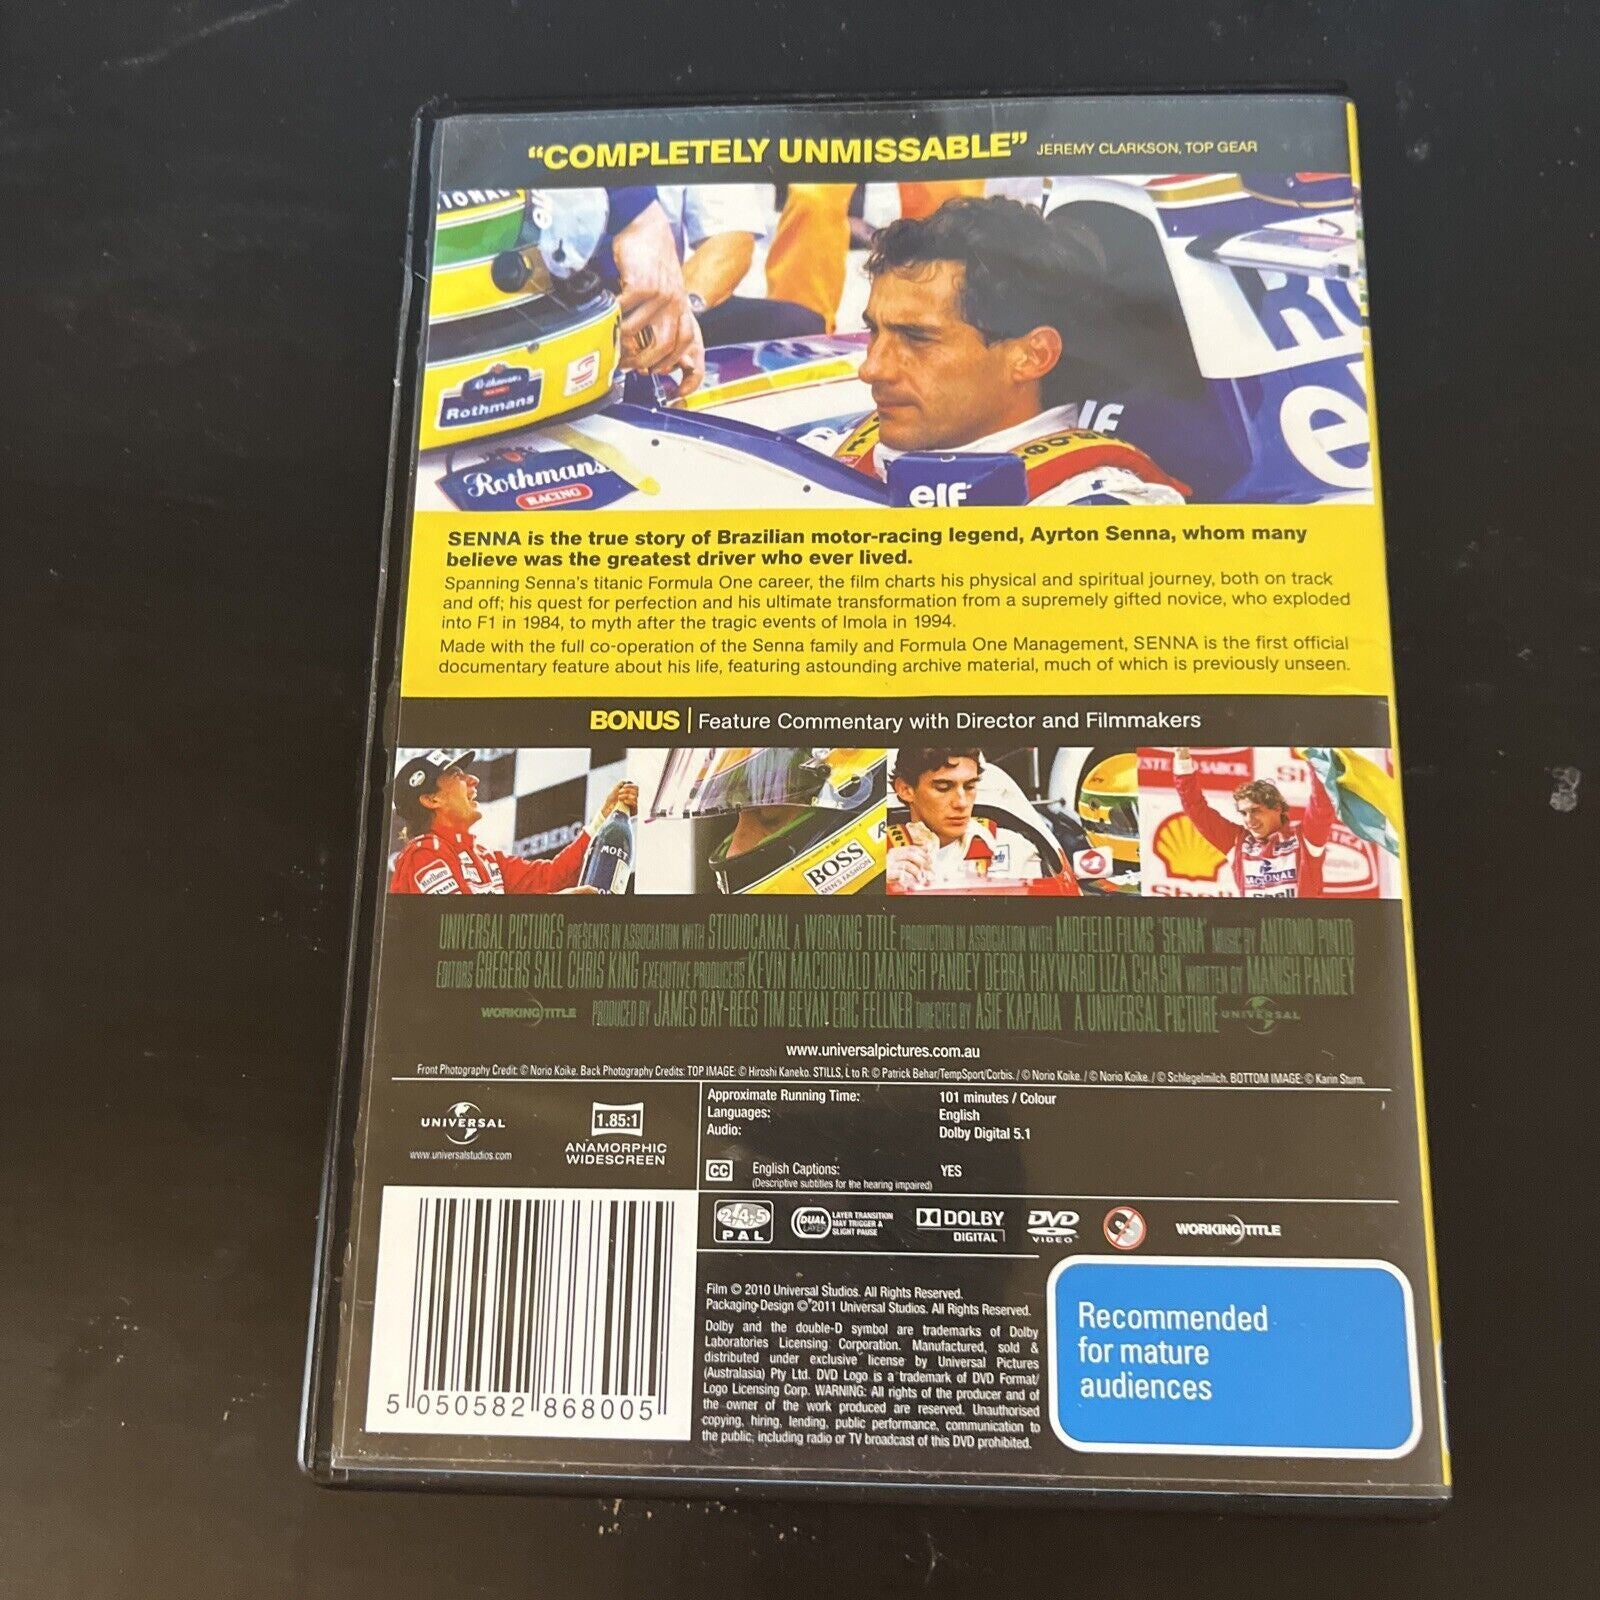 “COMPLETELY UNMISSABLE” JEREMY CLARKSON, TOP GEAR
IONAL
elf
Rothmans
Rothmans
RACING
elf
elf
SENNA is the true story of Brazilian motor-racing legend, Ayrton Senna, whom many
believe was the greatest driver who ever lived.
Spanning Senna's titanic Formula One career, the film charts his physical and spiritual journey, both on track
and off; his quest for perfection and his ultimate transformation from a supremely gifted novice, who exploded
into F1 in 1984, to myth after the tragic events of Imola in 1994.
Made with the full co-operation of the Senna family and Formula One Management, SENNA is the first official
documentary feature about his life, featuring astounding archive material, much of which is previously unseen.
BONUS | Feature Commentary with Director and Filmmakers
Marlboro
MOËT
BOSS
MEN'S FASHION
Shell
Shell
UNIVERSAL PICTURES PRESENTS IN ASSOCIATION WITH STUDIOCANAL A WORKING TITLE PRODUCTION IN ASSOCIATION WITH MIDFIELD FILMS "SENNA" MUSIC BY ANTONIO PINTO
EDITORS GREGERS SALL CHRIS KING EXECUTIVE PRODUCERS KEVIN MACDONALD MANISH PANDEY DEBRA HAYWARD LIZA CHASIN WRITTEN BY MANISH PANDEY
WORKING TITLE PRODUCED BY JAMES GAY-REES TIM BEVAN ERIC FELLNER DIRECTED BY ASIF KAPADIA A UNIVERSAL PICTURE UNIVERSAL
www.universalpictures.com.au
Front Photography Credit: © Norio Koike. Back Photography Credits: TOP IMAGE: © Hiroshi Kaneko. STILLS, L to R: © Patrick Behar/TempSport/Corbis. / © Norio Koike. / © Norio Koike. / © Schlegelmilch. BOTTOM IMAGE: © Karin Sturm.
UNIVERSAL
www.universalstudios.com
1.85:1
ANAMORPHIC
WIDESCREEN
Approximate Running Time: 101 minutes / Colour
Languages: English
Audio: Dolby Digital 5.1
CC English Captions: YES
(Descriptive subtitles for the hearing impaired)
2/4/5
PAL
DUAL
LAYER
LAYER TRANSITION
MAY TRIGGER A
SLIGHT PAUSE
DOLBY
DIGITAL
DVD
VIDEO
WORKING TITLE
Film © 2010 Universal Studios. All Rights Reserved.
Packaging Design © 2011 Universal Studios. All Rights Reserved.
Dolby and the double-D symbol are trademarks of Dolby
Laboratories Licensing Corporation. Manufactured, sold &
distributed under exclusive license by Universal Pictures
(Australasia) Pty Ltd. DVD Logo is a trademark of DVD Format/
Logo Licensing Corp. WARNING: All rights of the producer and of
the owner of the work produced are reserved. Unauthorised
copying, hiring, lending, public performance, communication to
the public, including radio or TV broadcast of this DVD prohibited.
5 050582 868005
Recommended
for mature
audiences